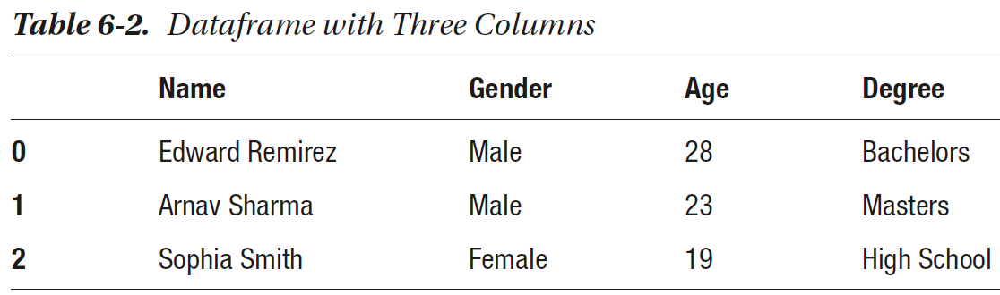 Table 6-2. Dataframe with Three Columns
Name Gender Age Degree
0 Edward Remirez Male 28 Bachelors
1 Arnav Sharma Male 23 Masters
2 Sophia Smith Female 19 High School